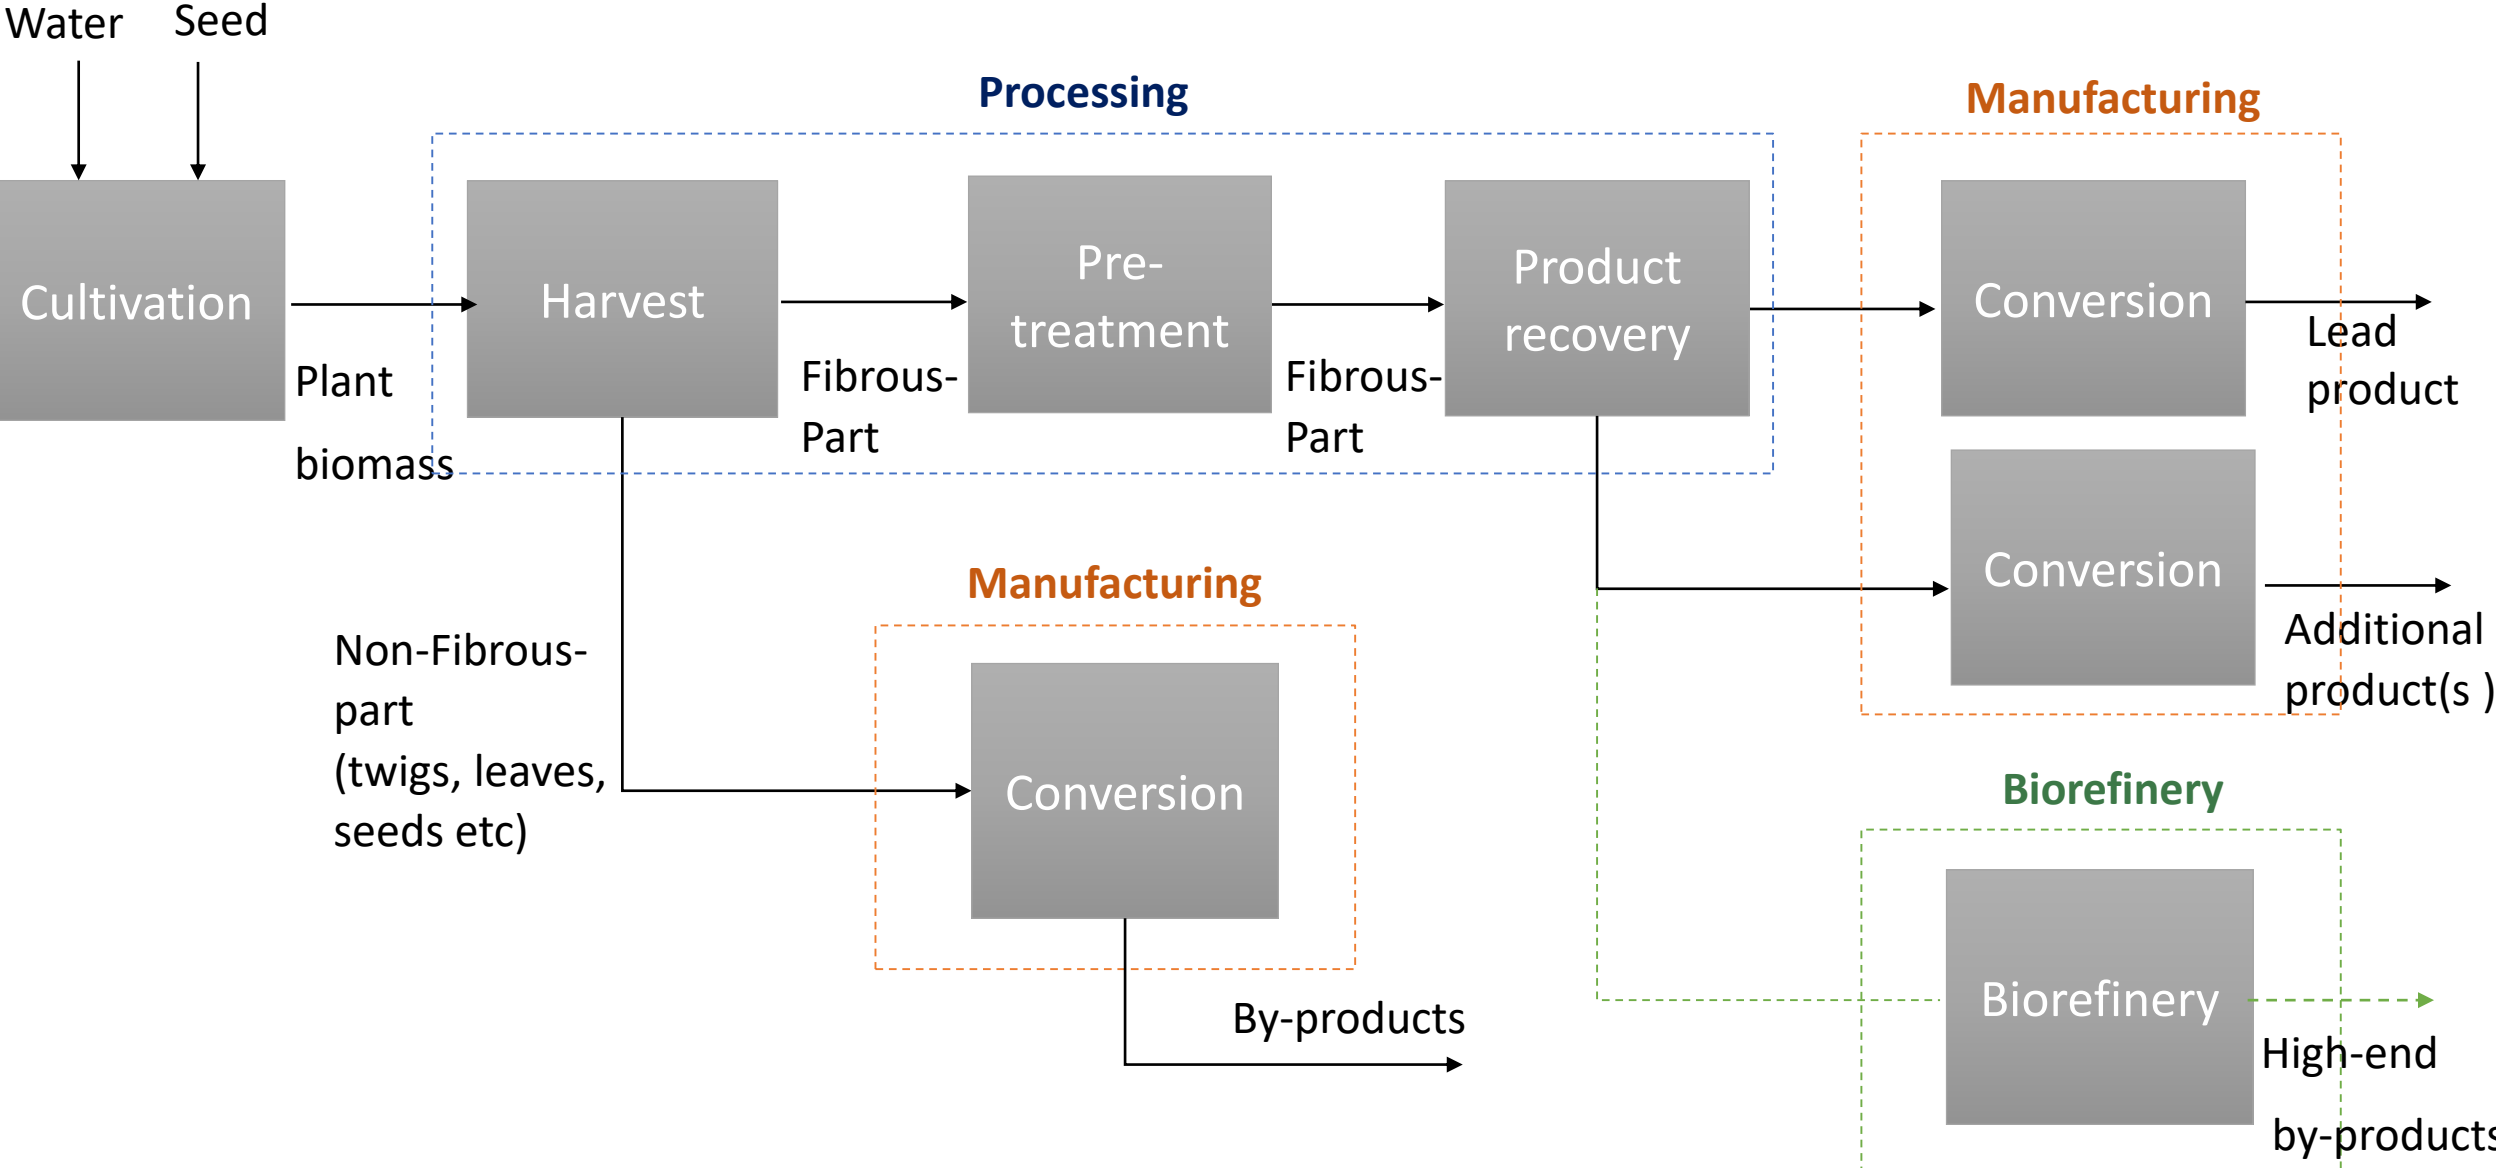 Water
Seed
Processing
Manufacturing
Cultivation
Plant
biomass
Harvest
Fibrous-
Part
Pre-
treatment
Fibrous-
Part
Product
recovery
Conversion
Lead
product
Conversion
Additional
product(s )
Non-Fibrous-
part
(twigs, leaves,
seeds etc)
Manufacturing
Conversion
By-products
Biorefinery
Biorefinery
High-end
by-products